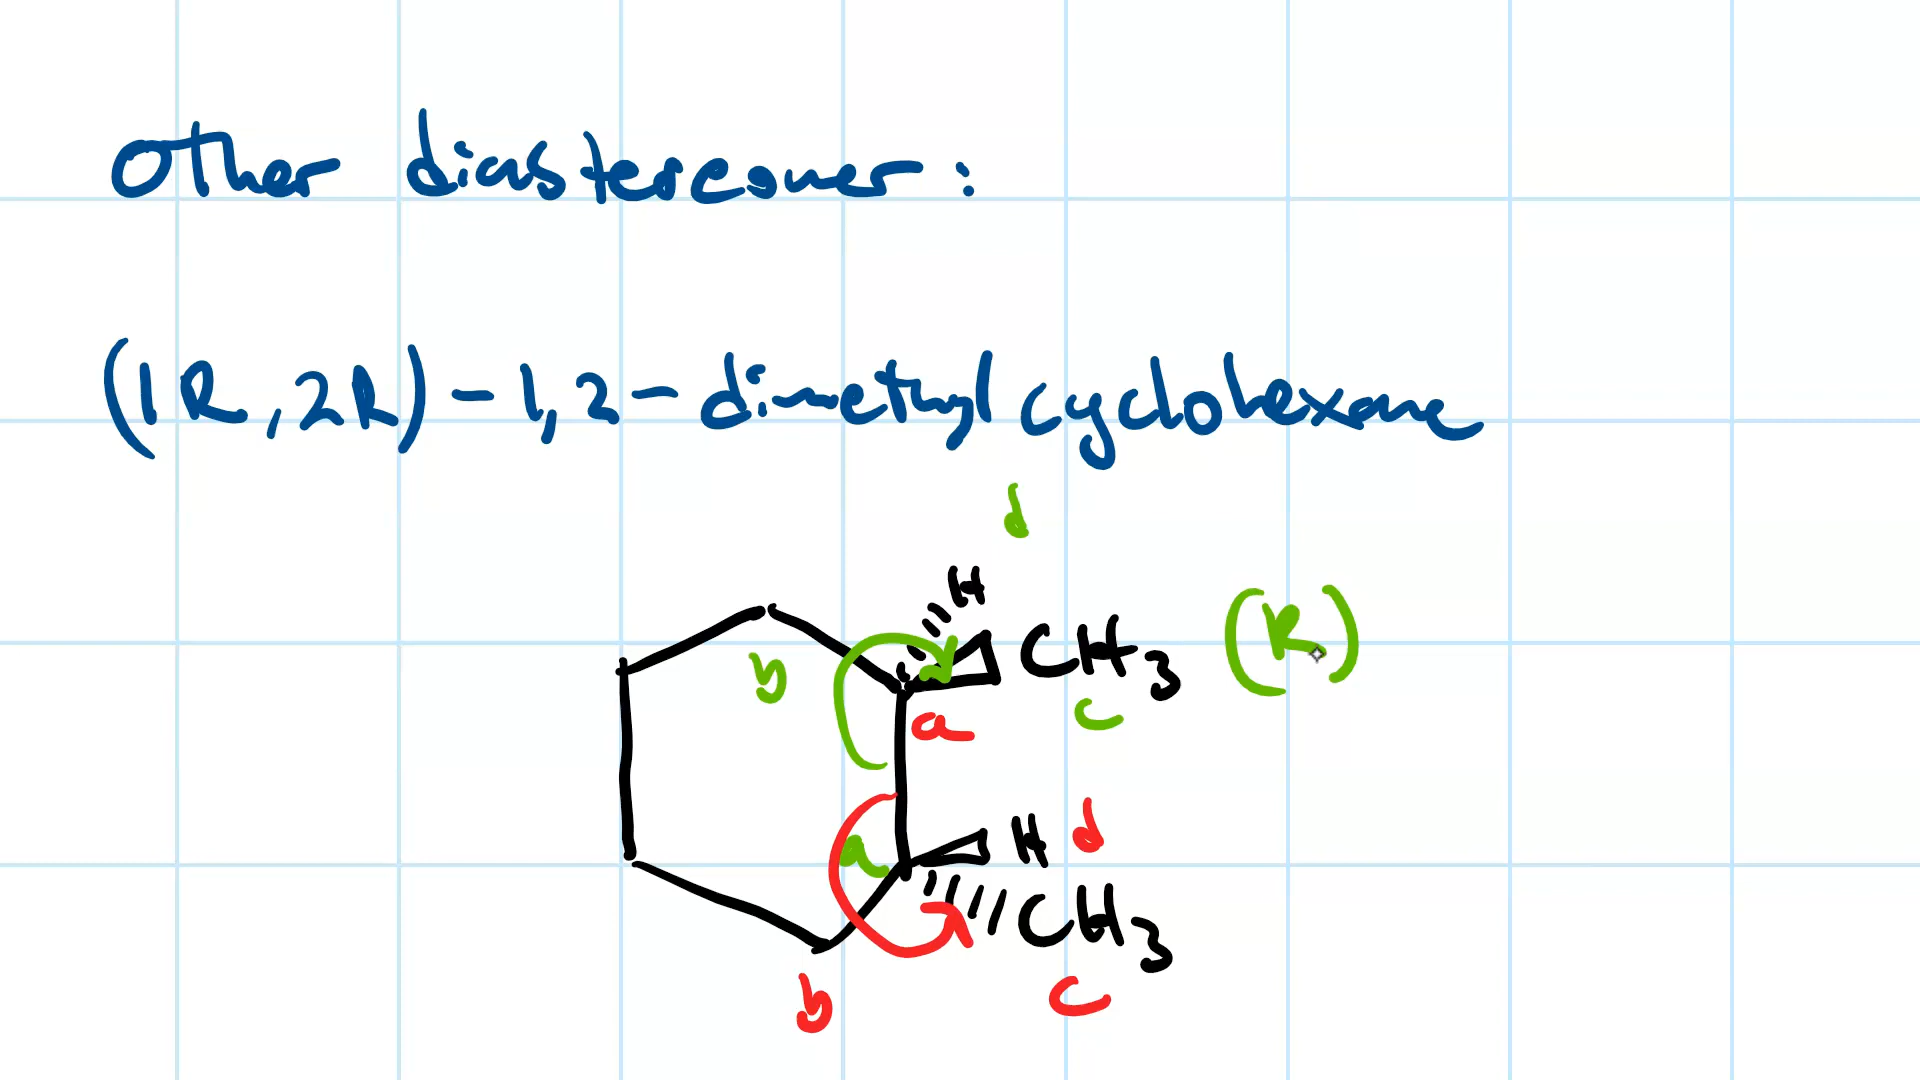 Other diastereomer:
(1R,2R)-1,2-dimethylcyclohexane
d
H
b CH3 (R)
a c
a H d
CH3
b c